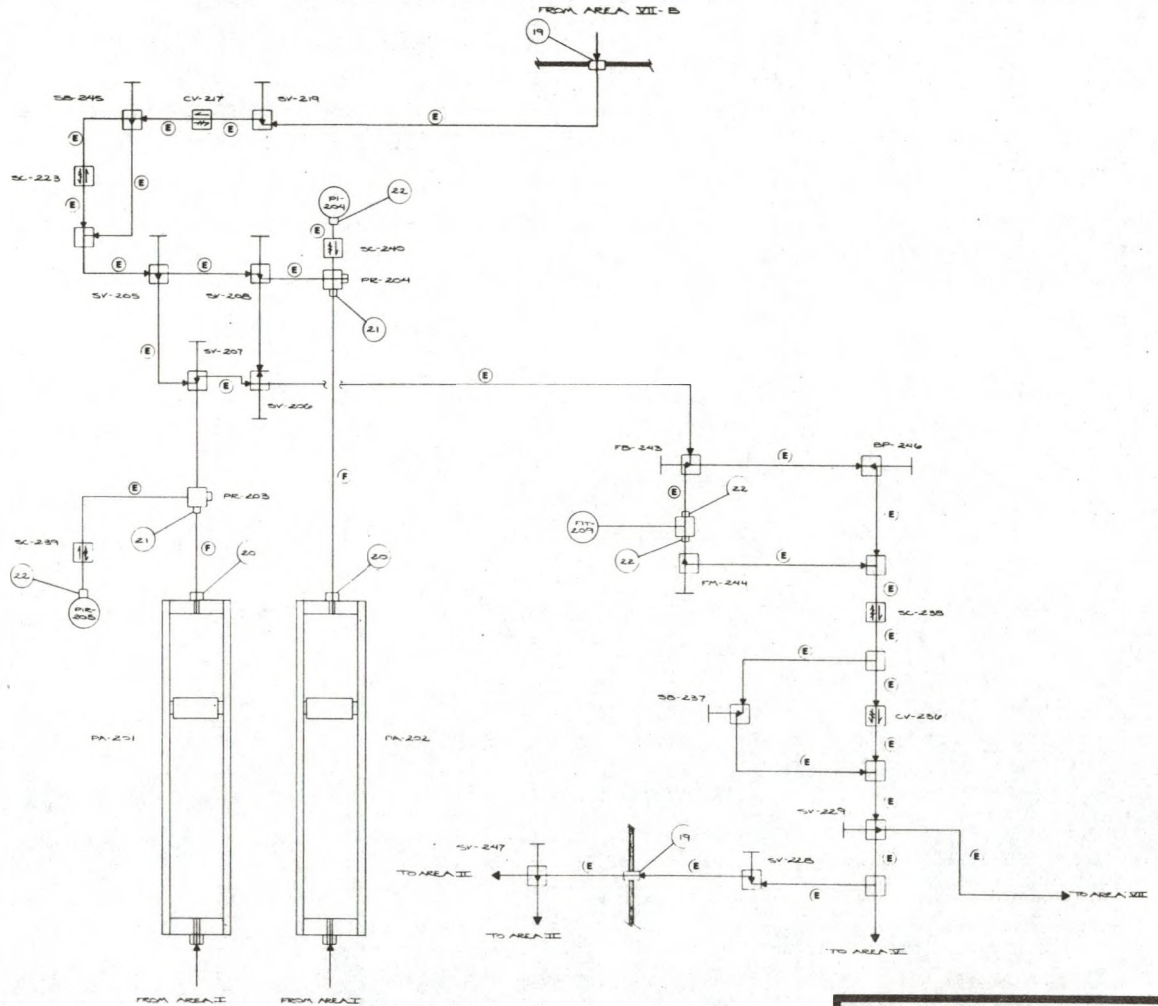 FROM AREA VII-B
19
SB-245
CV-217
SV-219
E
E
E
E
E
SC-223
E
E
PI-204
22
E
SC-240
E
E
E
PR-204
SV-205
SV-208
21
E
SV-207
E
SV-206
E
FB-243
BP-246
E
E
PR-203
F
E
22
E
21
FIT-209
SC-239
F
20
20
22
E
22
FM-244
E
SC-238
E
E
SB-237
E
CV-236
PA-201
PA-202
E
E
E
SV-229
SV-247
19
SV-228
E
E
TO AREA II
E
E
E
TO AREA VII
TO AREA III
TO AREA V
FROM AREA I
FROM AREA I